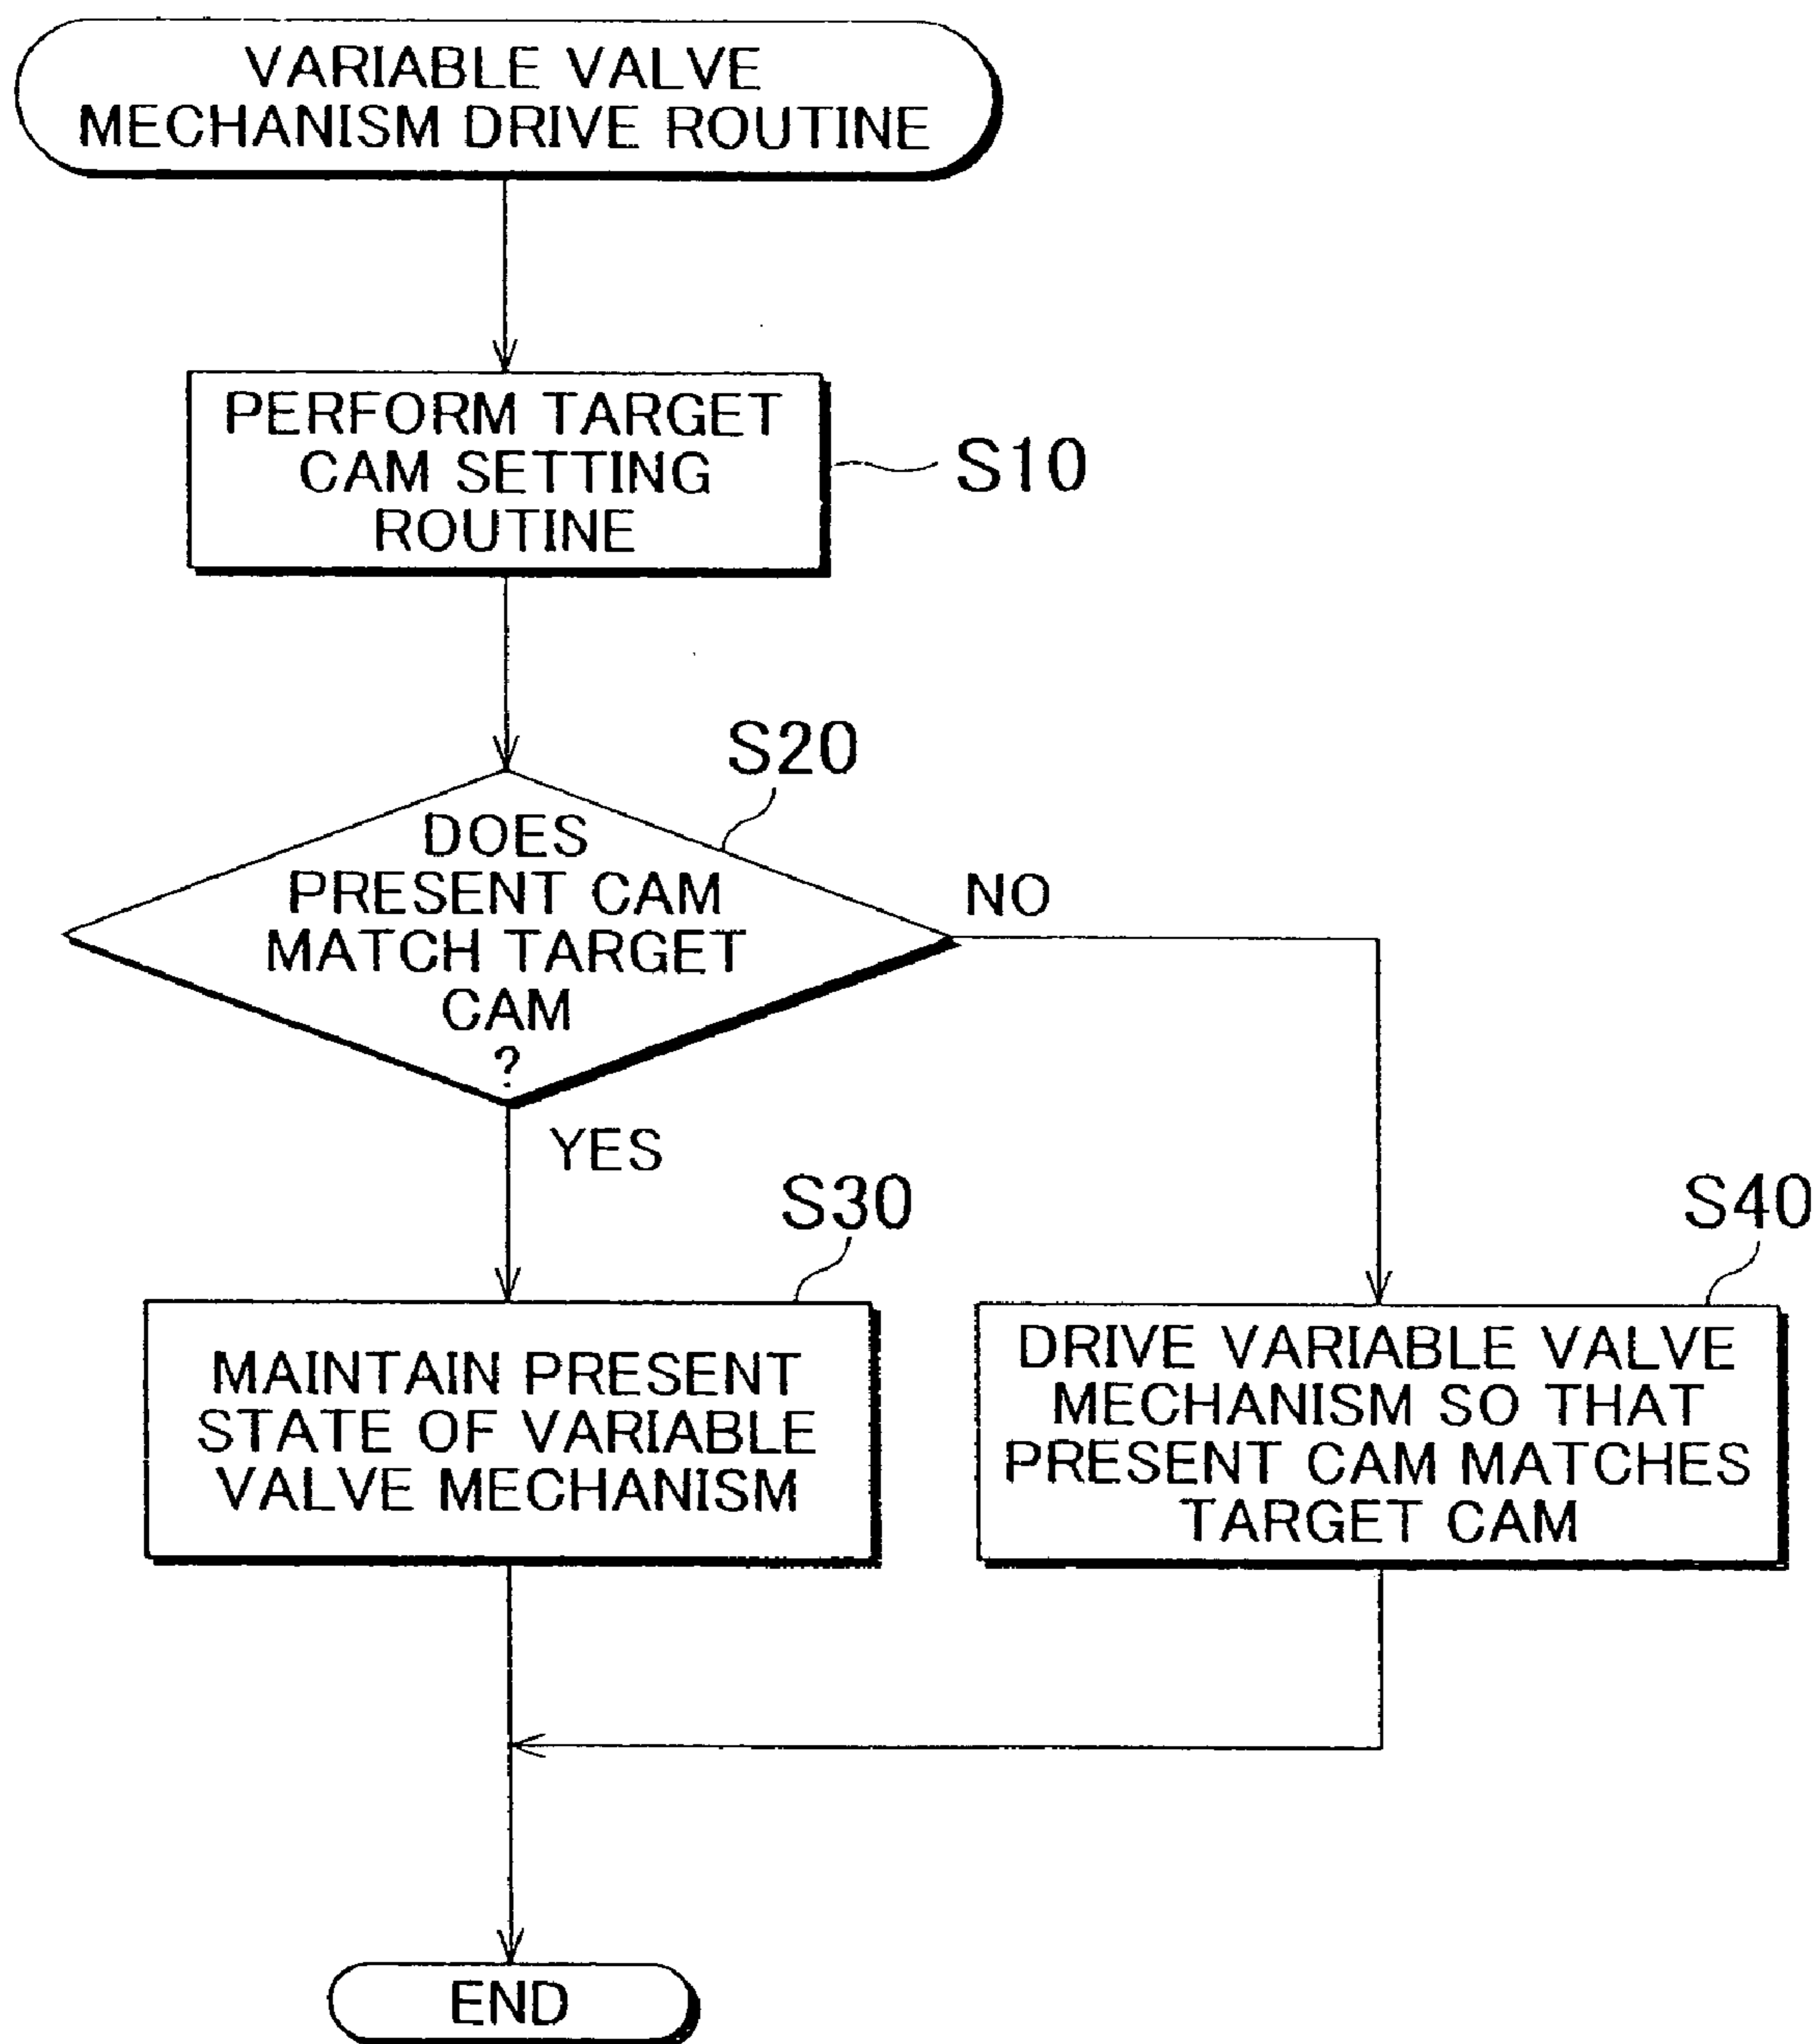 VARIABLE VALVE
MECHANISM DRIVE ROUTINE
PERFORM TARGET
CAM SETTING
ROUTINE
S10
S20
DOES
PRESENT CAM
MATCH TARGET
CAM
?
NO
YES
S30
MAINTAIN PRESENT
STATE OF VARIABLE
VALVE MECHANISM
S40
DRIVE VARIABLE VALVE
MECHANISM SO THAT
PRESENT CAM MATCHES
TARGET CAM
END